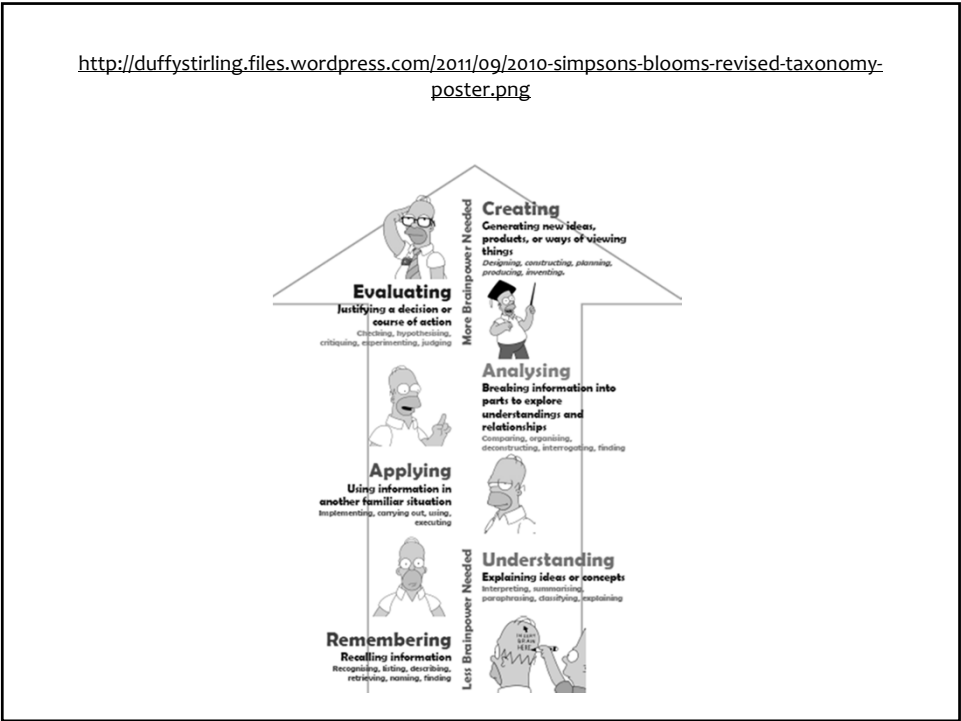 http://duffystirling.files.wordpress.com/2011/09/2010-simpsons-blooms-revised-taxonomy-
poster.png
More Brainpower Needed
Creating
Generating new ideas,
products, or ways of viewing
things
Designing, constructing, planning,
producing, inventing.
Evaluating
Justifying a decision or
course of action
Checking, hypothesising,
critiquing, experimenting, judging
Analysing
Breaking information into
parts to explore
understandings and
relationships
Comparing, organising,
deconstructing, interrogating, finding
Applying
Using information in
another familiar situation
Implementing, carrying out, using,
executing
Less Brainpower Needed
Understanding
Explaining ideas or concepts
Interpreting, summarising,
paraphrasing, classifying, explaining
Remembering
Recalling information
Recognising, listing, describing,
retrieving, naming, finding
INSERT
BRAIN
HERE